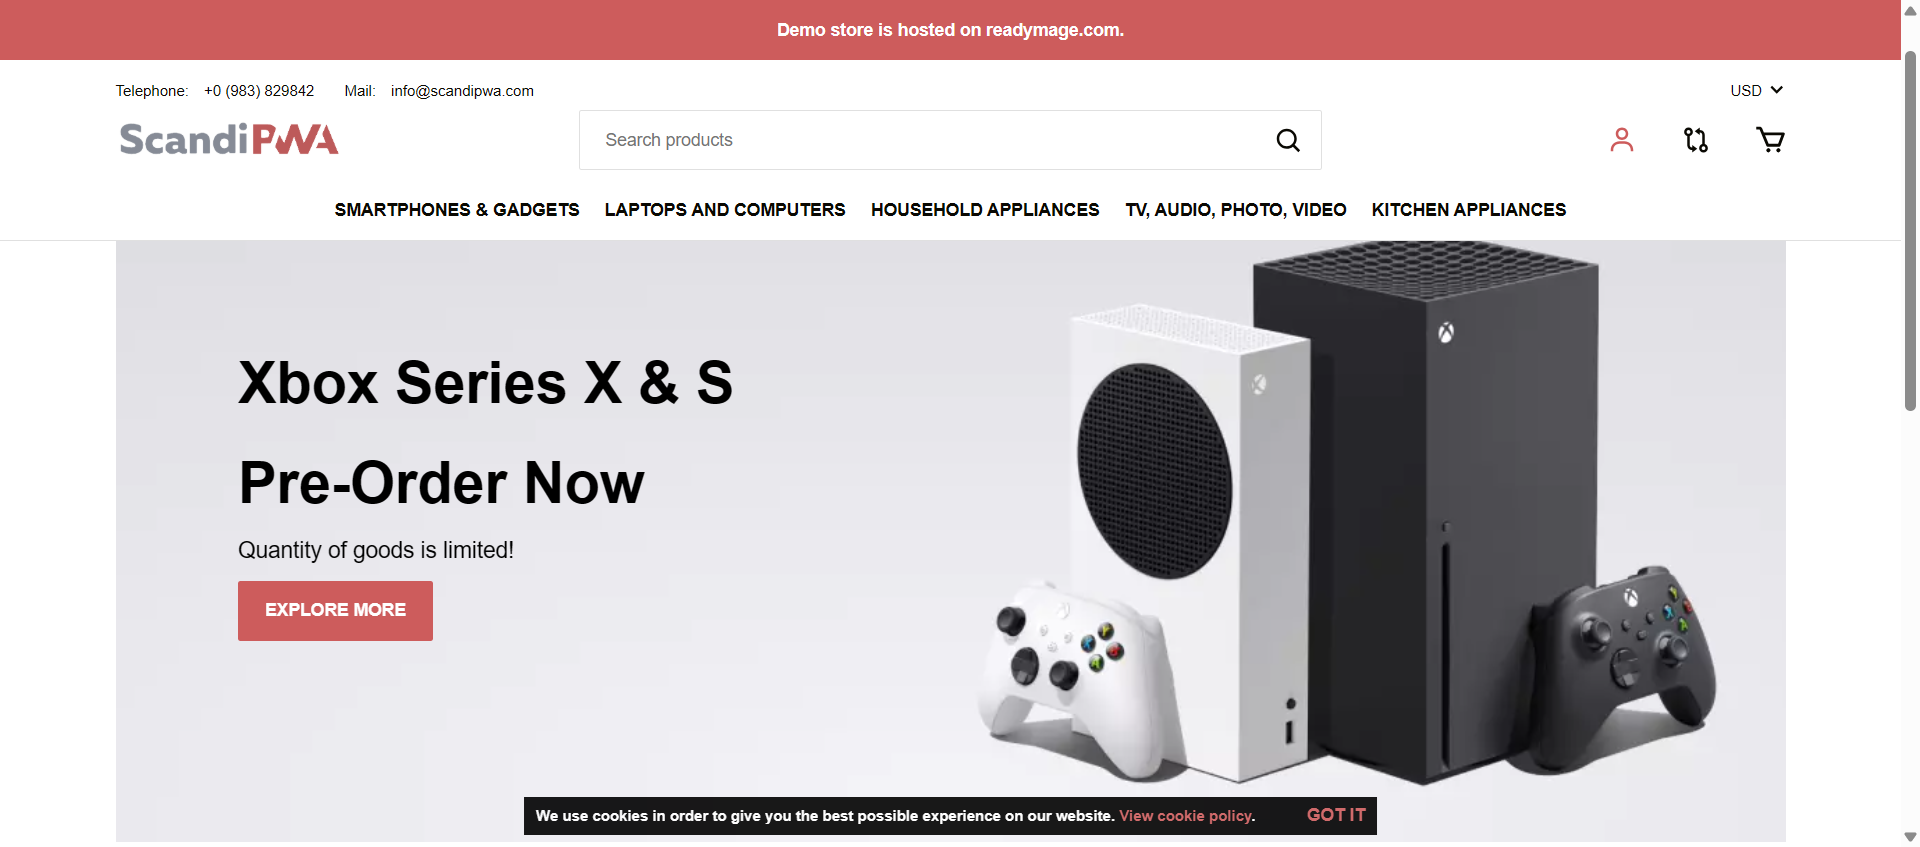 Demo store is hosted on readymage.com.
Telephone: +0 (983) 829842 Mail: info@scandipwa.com USD
ScandiPWA Search products
SMARTPHONES & GADGETS LAPTOPS AND COMPUTERS HOUSEHOLD APPLIANCES TV, AUDIO, PHOTO, VIDEO KITCHEN APPLIANCES
Xbox Series X & S
Pre-Order Now
Quantity of goods is limited!
EXPLORE MORE
Y
X B
A
Y
X B
A
We use cookies in order to give you the best possible experience on our website. View cookie policy. GOT IT